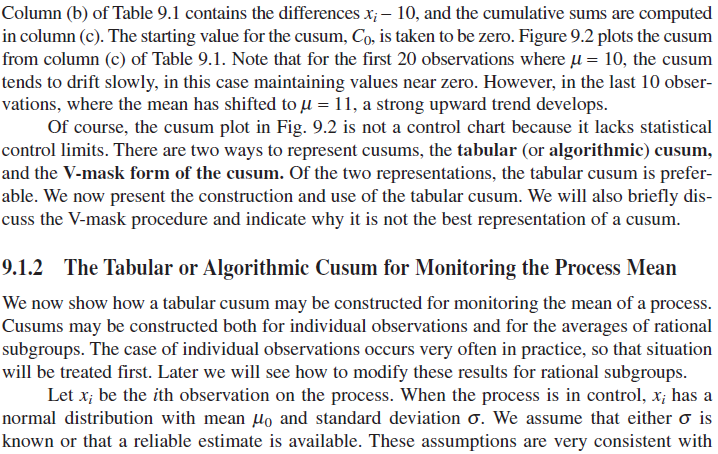 Column (b) of Table 9.1 contains the differences xᵢ – 10, and the cumulative sums are computed
in column (c). The starting value for the cusum, C₀, is taken to be zero. Figure 9.2 plots the cusum
from column (c) of Table 9.1. Note that for the first 20 observations where μ = 10, the cusum
tends to drift slowly, in this case maintaining values near zero. However, in the last 10 obser-
vations, where the mean has shifted to μ = 11, a strong upward trend develops.
Of course, the cusum plot in Fig. 9.2 is not a control chart because it lacks statistical
control limits. There are two ways to represent cusums, the tabular (or algorithmic) cusum,
and the V-mask form of the cusum. Of the two representations, the tabular cusum is prefer-
able. We now present the construction and use of the tabular cusum. We will also briefly dis-
cuss the V-mask procedure and indicate why it is not the best representation of a cusum.
9.1.2 The Tabular or Algorithmic Cusum for Monitoring the Process Mean
We now show how a tabular cusum may be constructed for monitoring the mean of a process.
Cusums may be constructed both for individual observations and for the averages of rational
subgroups. The case of individual observations occurs very often in practice, so that situation
will be treated first. Later we will see how to modify these results for rational subgroups.
Let xᵢ be the ith observation on the process. When the process is in control, xᵢ has a
normal distribution with mean μ₀ and standard deviation σ. We assume that either σ is
known or that a reliable estimate is available. These assumptions are very consistent with